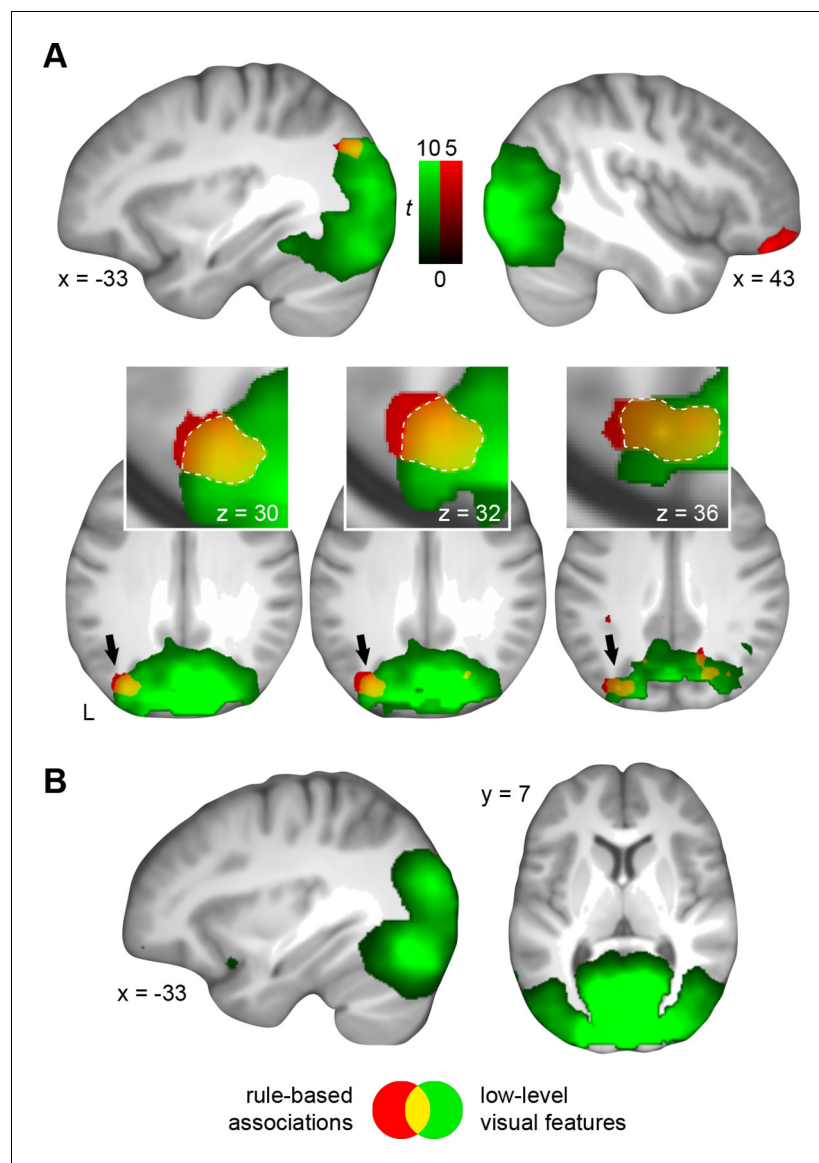 A
10 5
t
0
x = -33
x = 43
z = 30
z = 32
z = 36
L
B
y = 7
x = -33
rule-based
associations
low-level
visual features